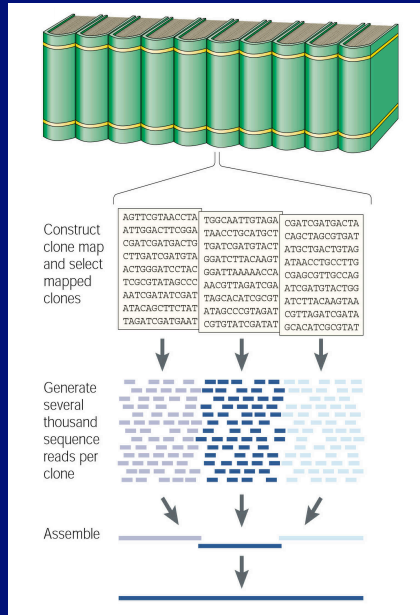 Construct
clone map
and select
mapped
clones
AGTTCGTAACCTA
ATTGGACTTCGGA
CGATCGATGACTG
CTTGATCGATGTA
ACTGGGATCCTAC
TCGCGTATAGCCC
AATCGATATCGAT
ATACAGCTTCTAT
TAGATCGATGAAT
TGGCAATTGTAGA
TAACCTGCATGCT
TGATCGATGTACT
GGATCTTACAAGT
GGATTAAAAACCA
AACGTTAGATCGA
TAGCACATCGCGT
ATAGCCCGTAGAT
CGTGTATCGATAT
CGATCGATGACTA
CAGCTAGCGTGAT
ATGCTGACTGTAG
ATAACCTGCCTTG
CGAGCGTTGCCAG
ATCGATGTACTGG
ATCTTACAAGTAA
CGTTAGATCGATA
GCACATCGCGTAT
Generate
several
thousand
sequence
reads per
clone
Assemble